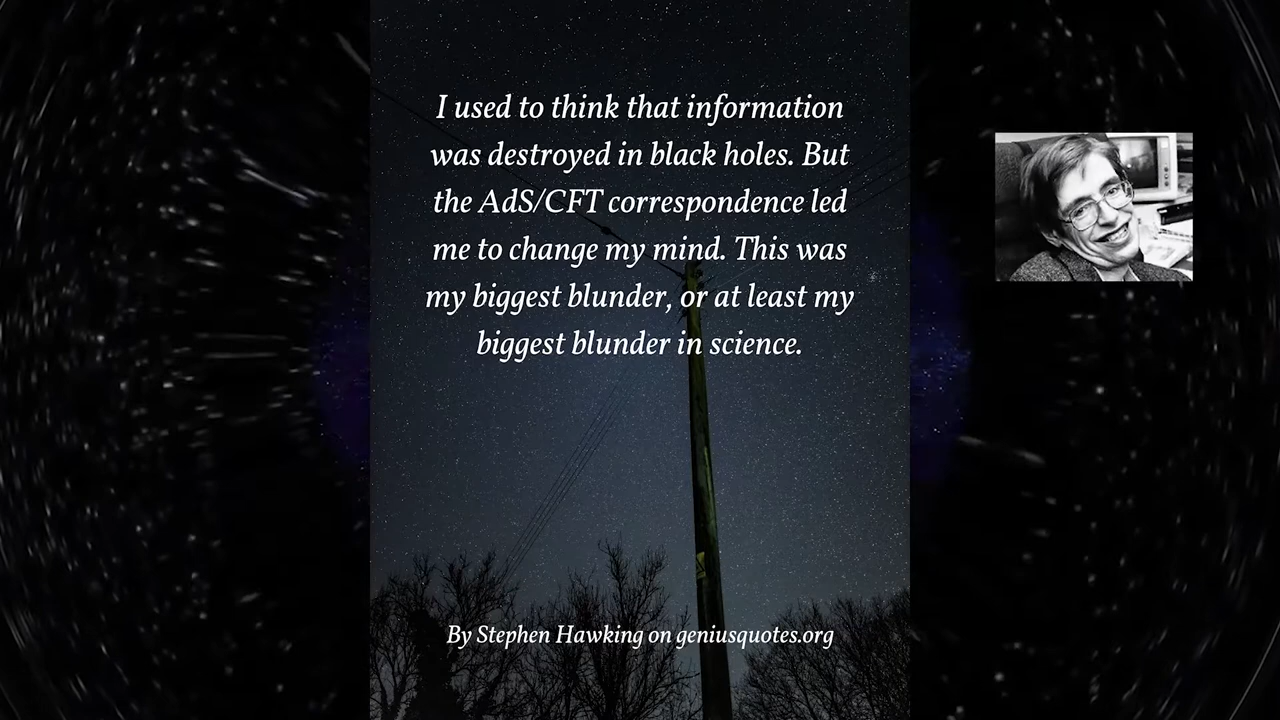 I used to think that information
was destroyed in black holes. But
the AdS/CFT correspondence led
me to change my mind. This was
my biggest blunder, or at least my
biggest blunder in science.
By Stephen Hawking on geniusquotes.org